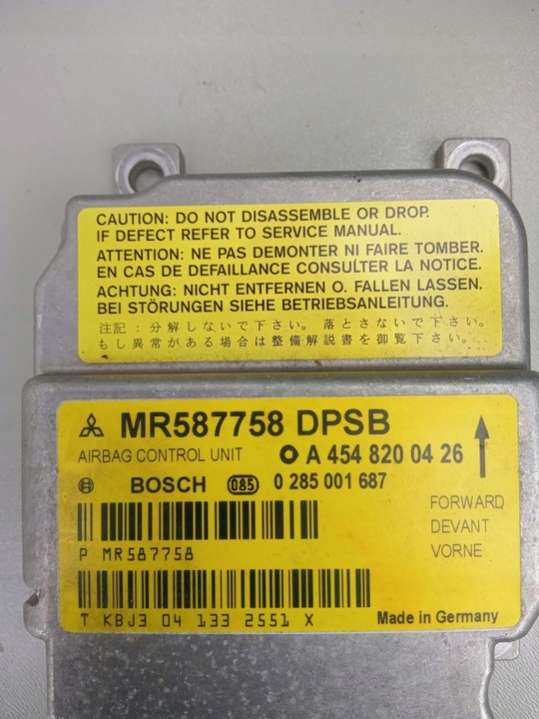 CAUTION: DO NOT DISASSEMBLE OR DROP.
IF DEFECT REFER TO SERVICE MANUAL.
ATTENTION: NE PAS DEMONTER NI FAIRE TOMBER.
EN CAS DE DEFAILLANCE CONSULTER LA NOTICE.
ACHTUNG: NICHT ENTFERNEN O. FALLEN LASSEN.
BEI STÖRUNGEN SIEHE BETRIEBSANLEITUNG.
注記：分解しないで下さい。落とさないで下さい。
もし異常がある場合は整備解説書を御覧下さい。
MR587758 DPSB
AIRBAG CONTROL UNIT A 454 820 04 26
BOSCH 085 0 285 001 687
FORWARD
DEVANT
VORNE
P MR587758
T KBJ3 04 133 2551 X
Made in Germany